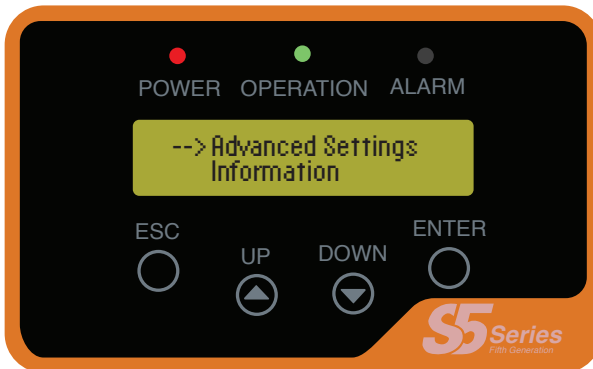 POWER OPERATION ALARM
-->Advanced Settings
Information
ESC UP DOWN ENTER
S5 Series
Fifth Generation